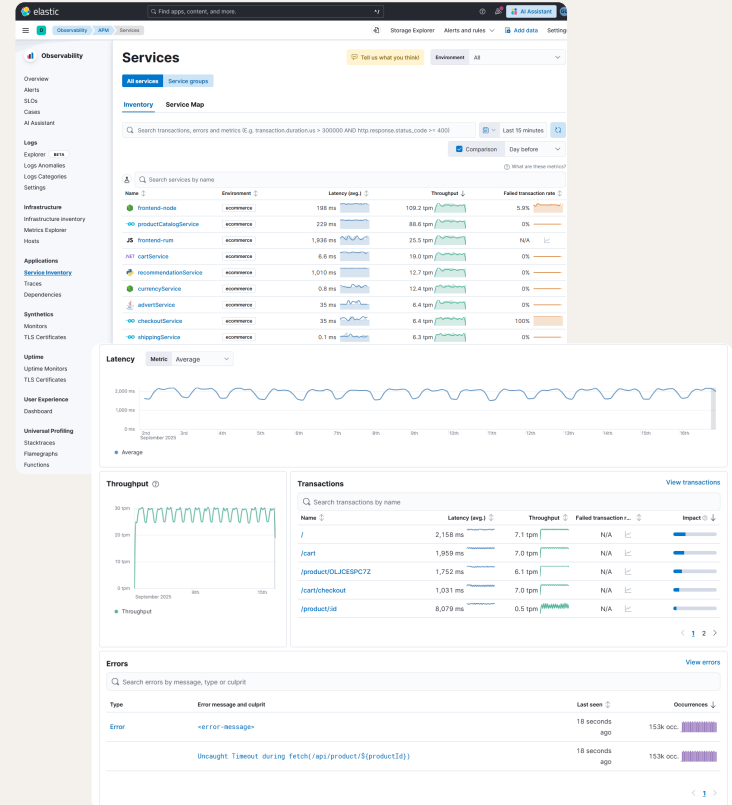 elastic
Find apps, content, and more.
AI Assistant
D
Observability
APM
Services
Storage Explorer
Alerts and rules
Add data
Setting
Observability
Overview
Alerts
SLOs
Cases
AI Assistant
Logs
Explorer BETA
Logs Anomalies
Logs Categories
Settings
Infrastructure
Infrastructure inventory
Metrics Explorer
Hosts
Applications
Service Inventory
Traces
Dependencies
Synthetics
Monitors
TLS Certificates
Uptime
Uptime Monitors
TLS Certificates
User Experience
Dashboard
Universal Profiling
Stacktraces
Flamegraphs
Functions
Services
Tell us what you think!
Environment All
All services Service groups
Inventory Service Map
Search transactions, errors and metrics (E.g. transaction.duration.us > 300000 AND http.response.status_code >= 400)
Last 15 minutes
Comparison Day before
What are these metrics?
Search services by name
Name Environment Latency (avg.) Throughput Failed transaction rate
frontend-node ecommerce 198 ms 109.2 tpm 5.9%
productCatalogService ecommerce 229 ms 88.6 tpm 0%
JS frontend-rum ecommerce 1,936 ms 25.5 tpm N/A
NET cartService ecommerce 6.6 ms 19.0 tpm 0%
recommendationService ecommerce 1,010 ms 12.7 tpm 0%
currencyService ecommerce 0.8 ms 12.4 tpm 0%
advertService ecommerce 35 ms 6.4 tpm 0%
GO checkoutService ecommerce 35 ms 6.4 tpm 100%
GO shippingService ecommerce 0.1 ms 6.3 tpm 0%
Latency Metric Average
2,000 ms
1,000 ms
0 ms
2nd 3rd 4th 5th 6th 7th 8th 9th 10th 11th 12th 13th 14th 15th 16th
September 2025
Average
Throughput
30 tpm
20 tpm
10 tpm
0 tpm
8th 15th
September 2025
Throughput
Transactions View transactions
Search transactions by name
Name Latency (avg.) Throughput Failed transaction r... Impact
/ 2,158 ms 7.1 tpm N/A
/cart 1,959 ms 7.0 tpm N/A
/product/OLJCESPC7Z 1,752 ms 6.1 tpm N/A
/cart/checkout 1,031 ms 7.0 tpm N/A
/product/:id 8,079 ms 0.5 tpm N/A
< 1 2 >
Errors View errors
Search errors by message, type or culprit
Type Error message and culprit Last seen Occurrences
Error <error-message> 18 seconds ago 153k occ.
Uncaught Timeout during fetch(/api/product/${productId}) 18 seconds ago 153k occ.
< 1 >